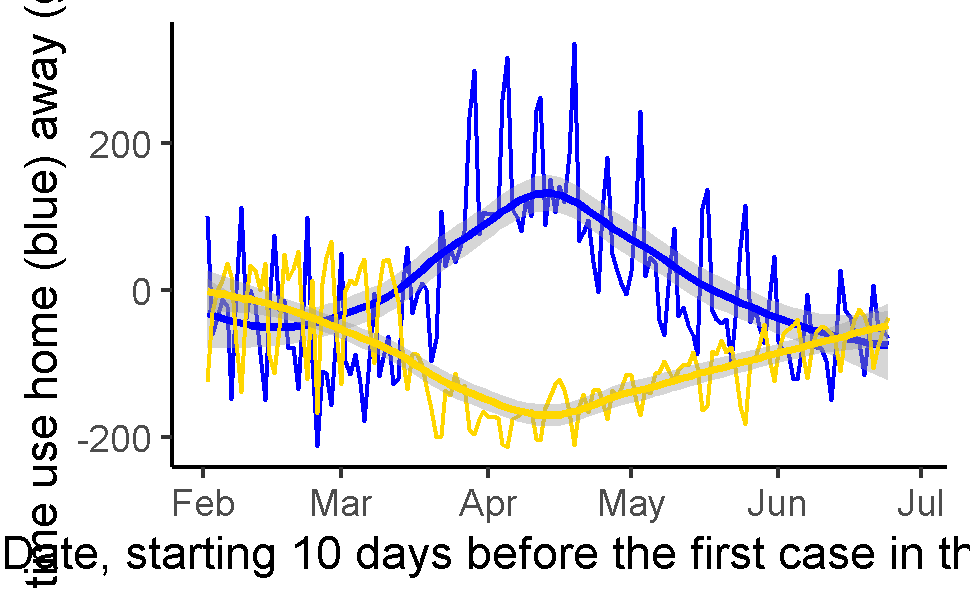 time use home (blue) away (
200
0
-200
Feb Mar Apr May Jun Jul
Date, starting 10 days before the first case in th